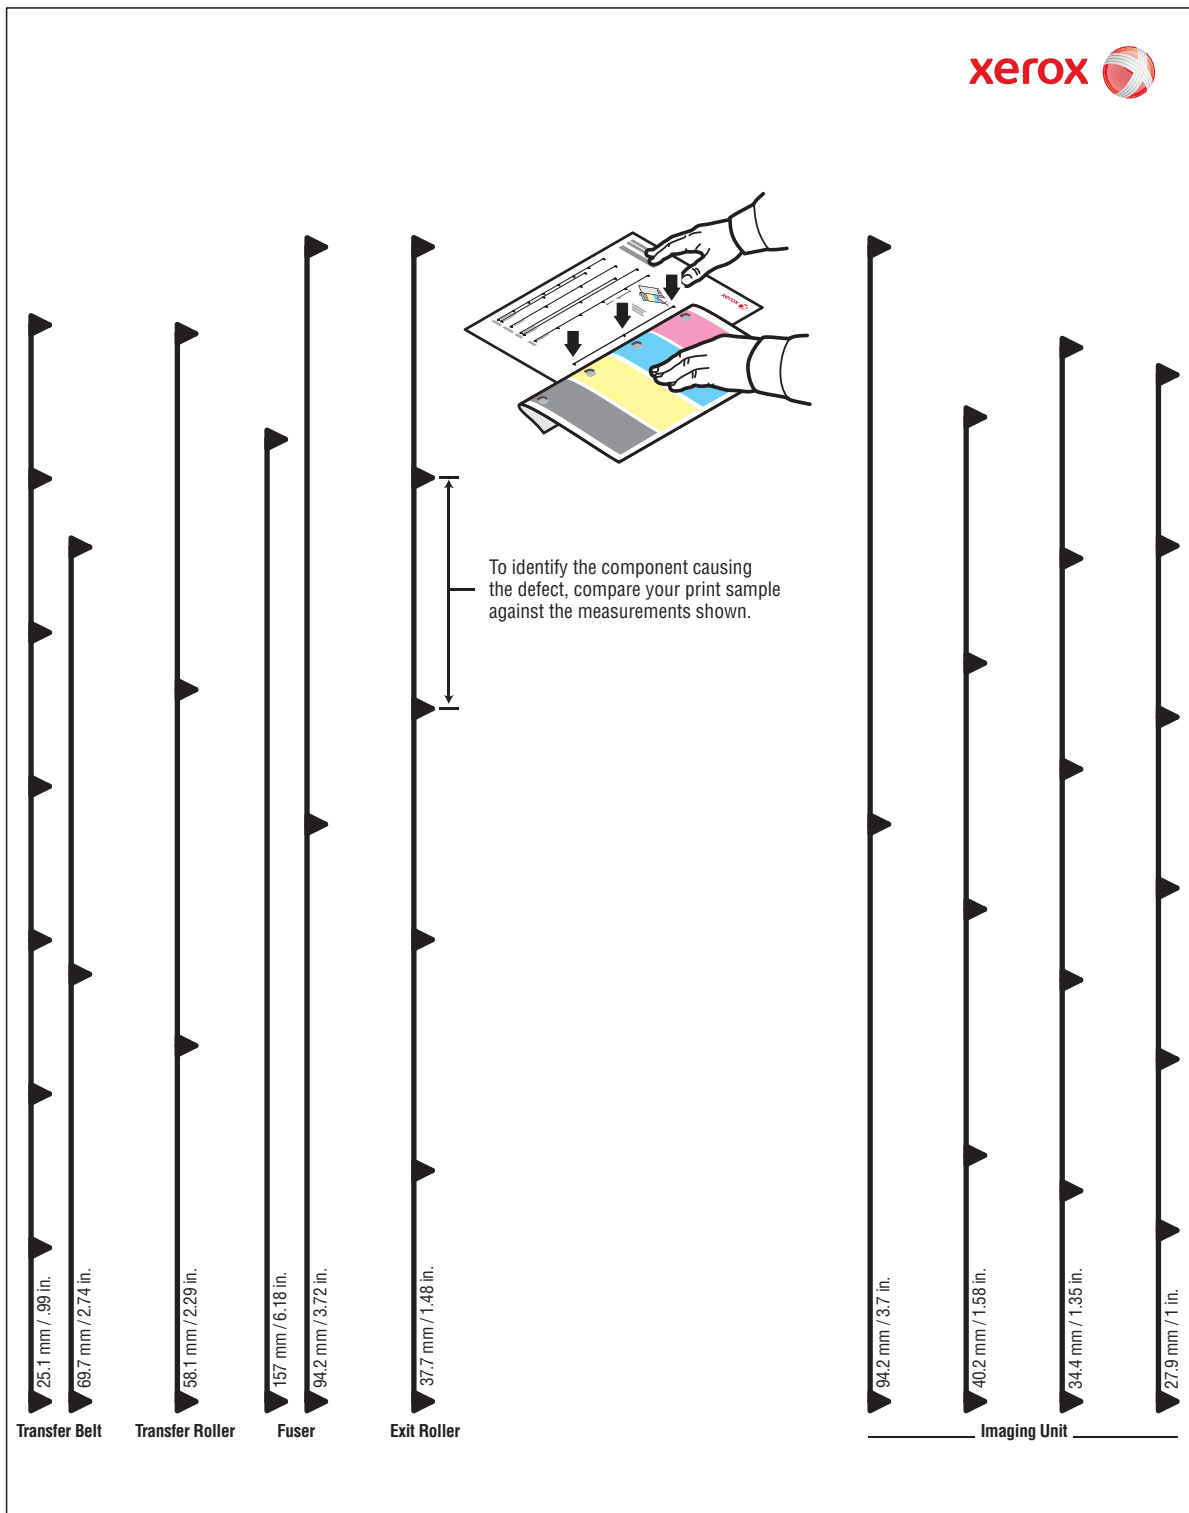 xerox
xerox
To identify the component causing
the defect, compare your print sample
against the measurements shown.
25.1 mm / .99 in.
69.7 mm / 2.74 in.
58.1 mm / 2.29 in.
157 mm / 6.18 in.
94.2 mm / 3.72 in.
37.7 mm / 1.48 in.
94.2 mm / 3.7 in.
40.2 mm / 1.58 in.
34.4 mm / 1.35 in.
27.9 mm / 1 in.
Transfer Belt
Transfer Roller
Fuser
Exit Roller
Imaging Unit